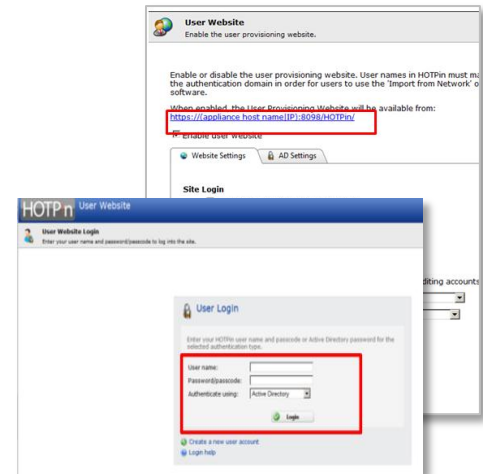 User Website
Enable the user provisioning website.
Enable or disable the user provisioning website. User names in HOTPin must
the authentication domain in order for users to use the 'Import from Network'
software.
When enabled, the User Provisioning Website will be available from:
https://(appliance host name|IP):8098/HOTPin/
Enable user website
Website Settings
AD Settings
Site Login
diting accounts
HOTPin User Website
User Website Login
Enter your user name and password/passcode to log into the site.
User Login
Enter your HOTPin user name and passcode or Active Directory password for the
selected authentication type.
User name:
Password/passcode:
Authenticate using:
Active Directory
Login
Create a new user account
Login help